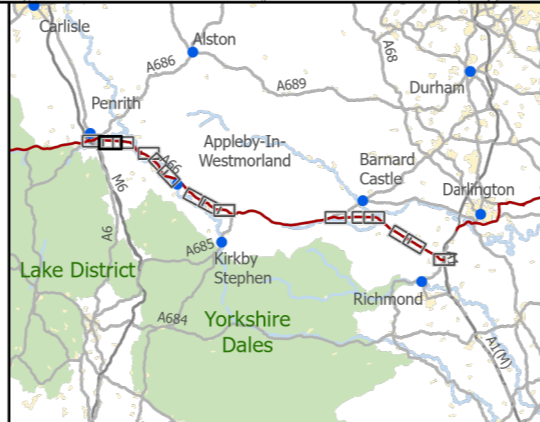 Carlisle
Alston
A686
A68
A689
Durham
Penrith
Appleby-In-
Westmorland
A66
Barnard
Castle
Darlington
M6
A6
A685
Lake District
Kirkby
Stephen
Richmond
A684
Yorkshire
Dales
A1(M)